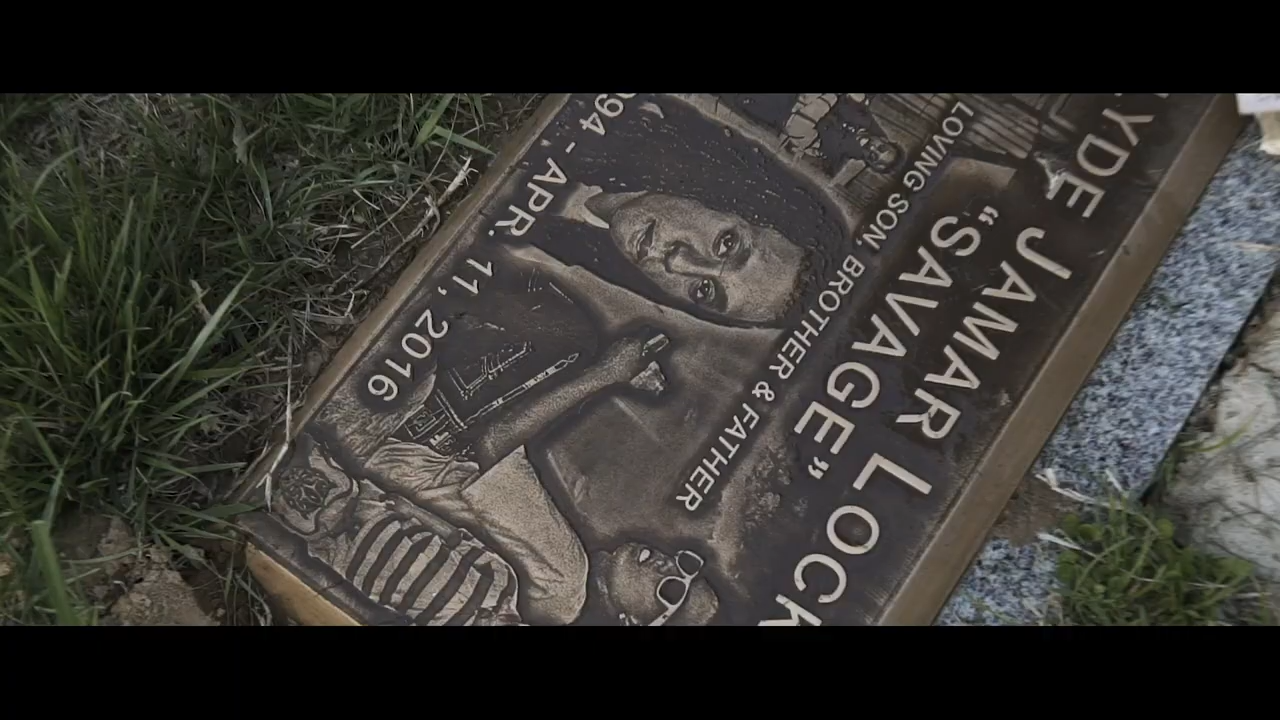 YDE JAMAR LOCK
"SAVAGE"
LOVING SON, BROTHER & FATHER
94 - APR. 11, 2016